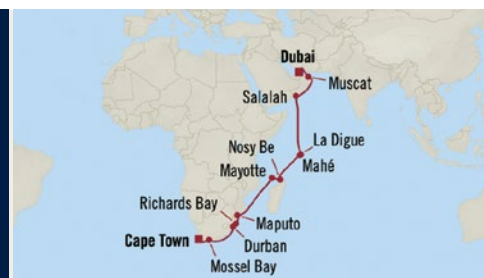 Dubai
Muscat
Salalah
La Digue
Nosy Be
Mahé
Mayotte
Richards Bay
Maputo
Cape Town
Durban
Mossel Bay